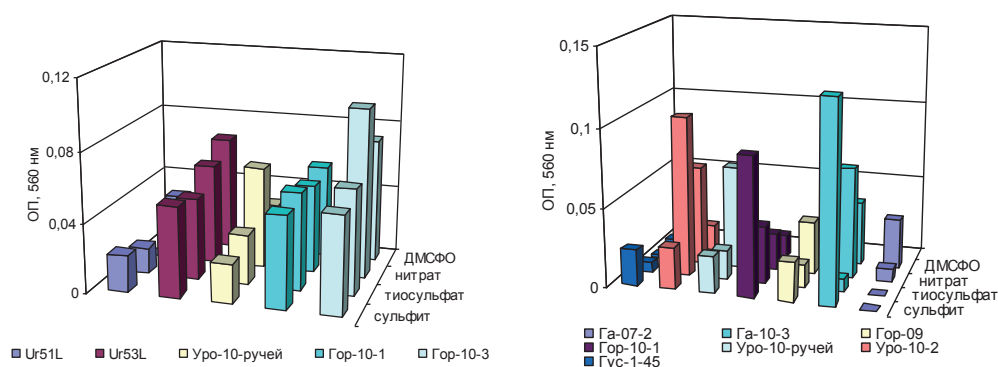 0,12
0,08
0,04
0
ОП, 560 нм
ДМСФО
нитрат
тиосульфат
сульфит
Ur51L Ur53L Уро-10-ручей Гор-10-1 Гор-10-3
0,15
0,1
0,05
0
ОП, 560 нм
ДМСФО
нитрат
тиосульфат
сульфит
Га-07-2 Га-10-3 Гор-09
Гор-10-1 Уро-10-ручей Уро-10-2
Гус-1-45